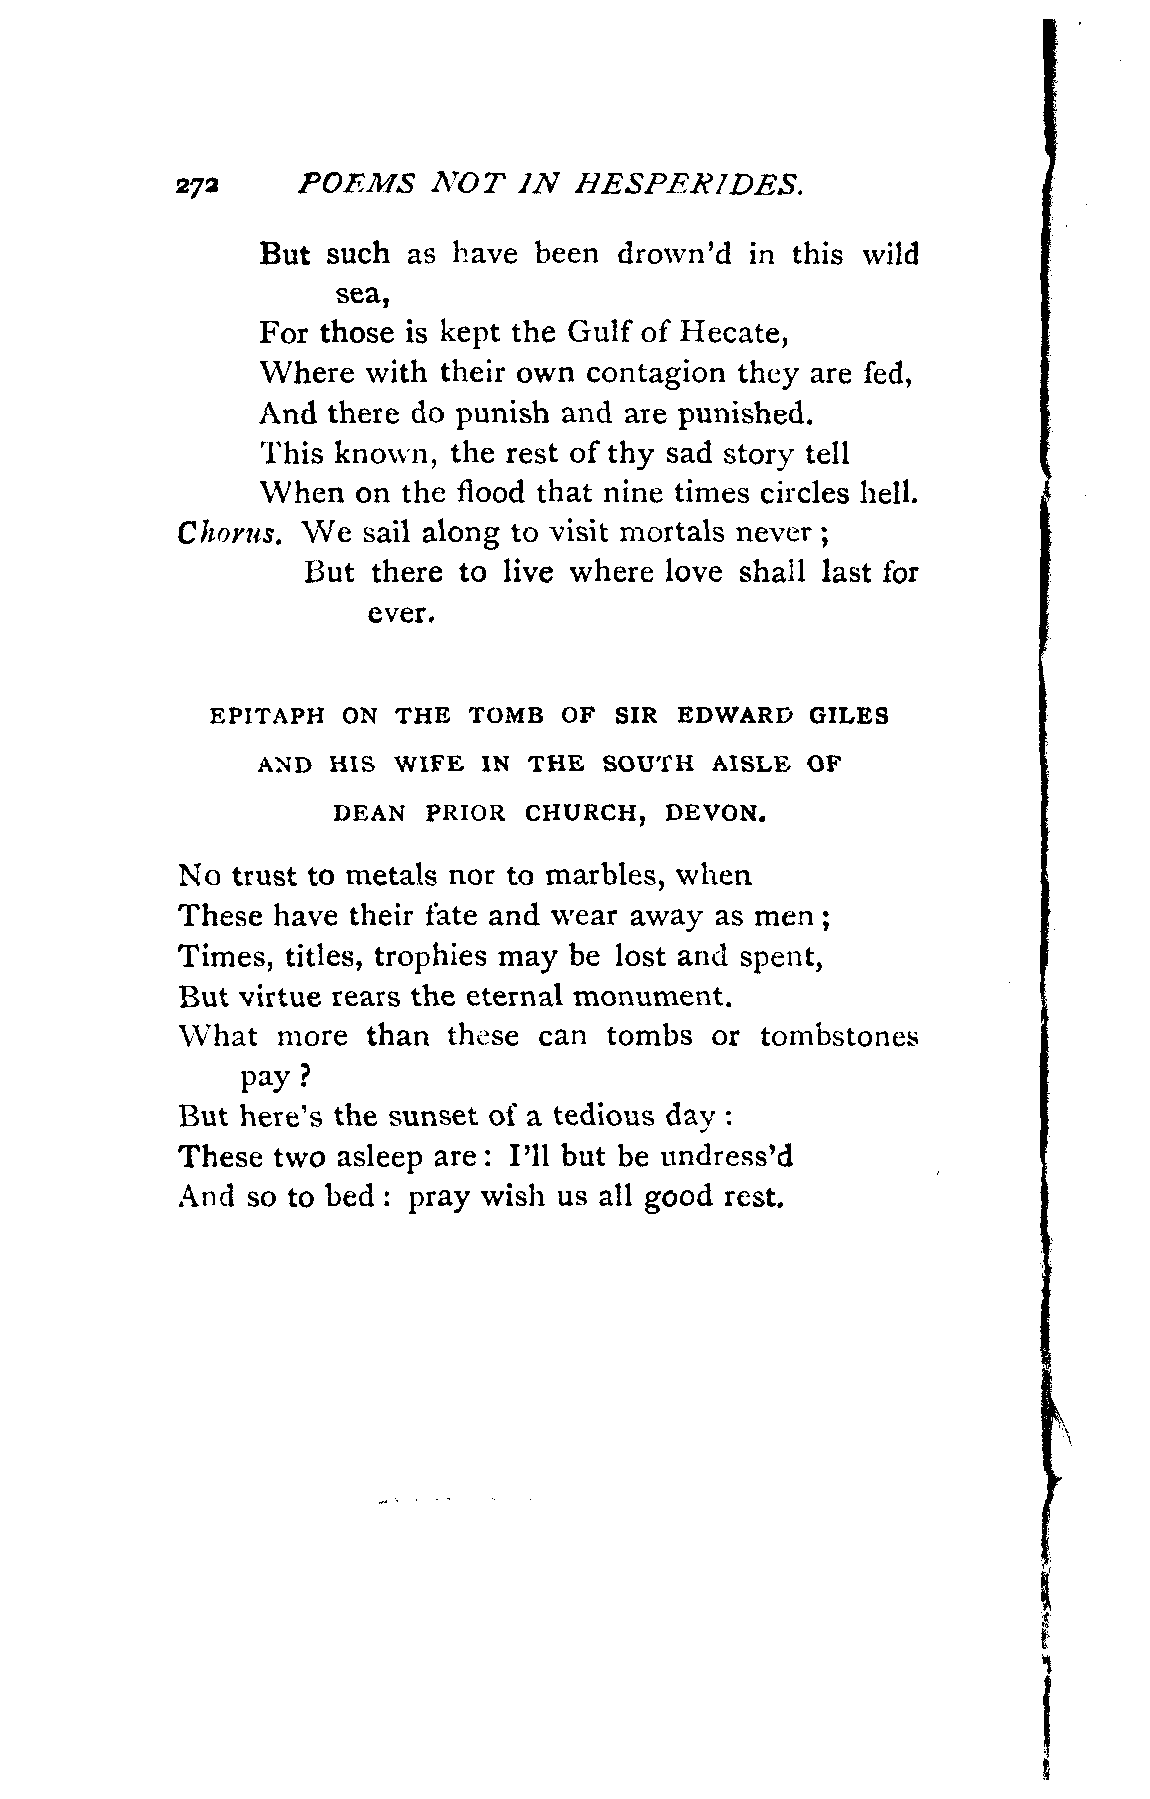 272 POEMS NOT IN HESPERIDES.
But such as have been drown'd in this wild
sea,
For those is kept the Gulf of Hecate,
Where with their own contagion they are fed,
And there do punish and are punished.
This known, the rest of thy sad story tell
When on the flood that nine times circles hell.
Chorus. We sail along to visit mortals never ;
But there to live where love shall last for
ever.
EPITAPH ON THE TOMB OF SIR EDWARD GILES
AND HIS WIFE IN THE SOUTH AISLE OF
DEAN PRIOR CHURCH, DEVON.
No trust to metals nor to marbles, when
These have their fate and wear away as men ;
Times, titles, trophies may be lost and spent,
But virtue rears the eternal monument.
What more than these can tombs or tombstones
pay ?
But here's the sunset of a tedious day :
These two asleep are : I'll but be undress'd
And so to bed : pray wish us all good rest.